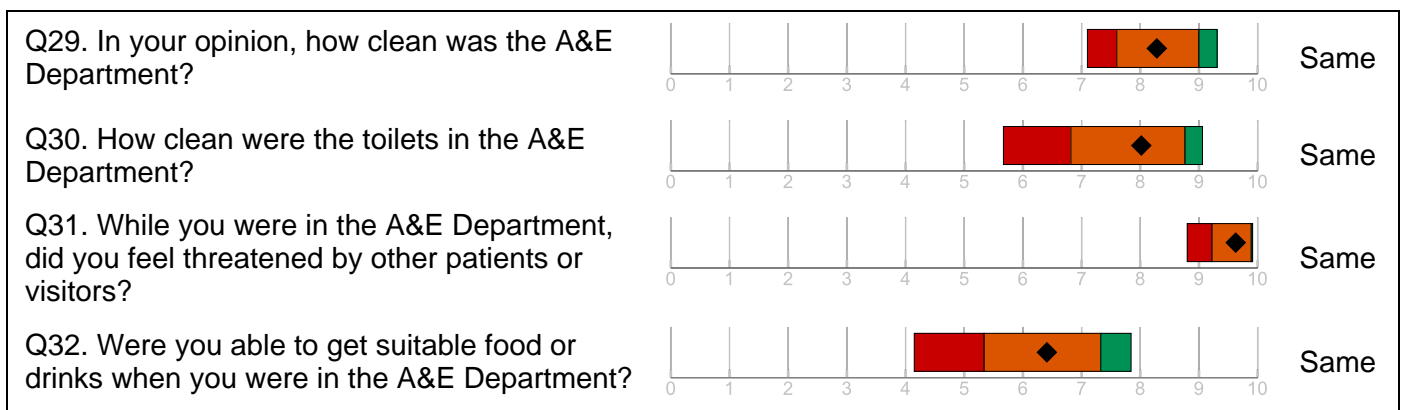 Q29. In your opinion, how clean was the A&E
Department?
Same
0 1 2 3 4 5 6 7 8 9 10
Q30. How clean were the toilets in the A&E
Department?
Same
0 1 2 3 4 5 6 7 8 9 10
Q31. While you were in the A&E Department,
did you feel threatened by other patients or
visitors?
Same
0 1 2 3 4 5 6 7 8 9 10
Q32. Were you able to get suitable food or
drinks when you were in the A&E Department?
Same
0 1 2 3 4 5 6 7 8 9 10